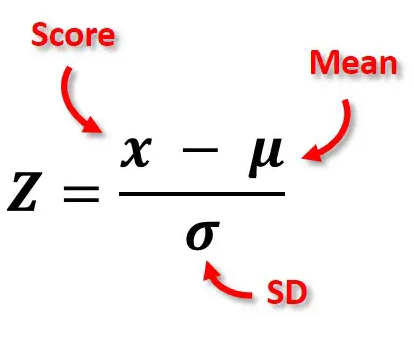 Score
Mean
Z = x − μ / σ
SD